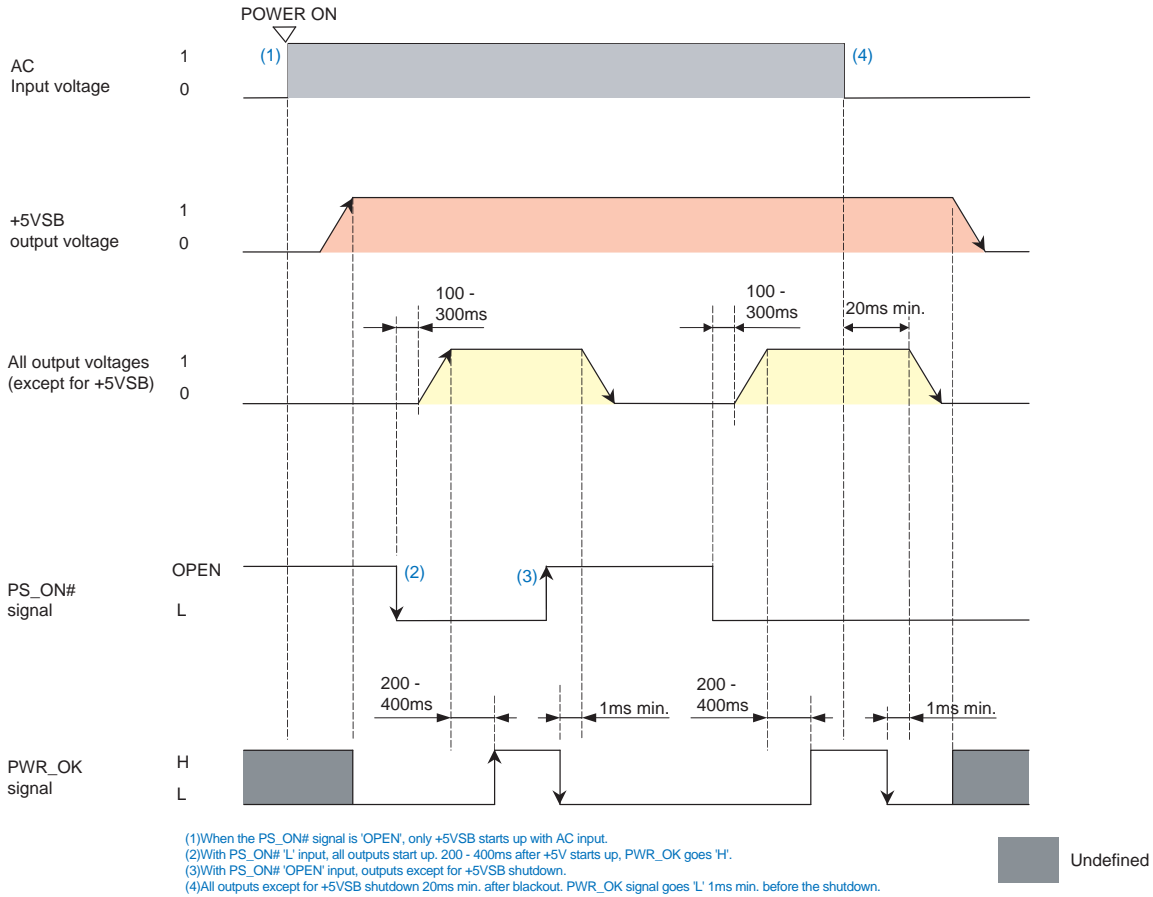 POWER ON
AC
Input voltage
1
0
(1)
(4)
+5VSB
output voltage
1
0
100 -
300ms
100 -
300ms
20ms min.
All output voltages
(except for +5VSB)
1
0
PS_ON#
signal
OPEN
L
(2)
(3)
200 -
400ms
1ms min.
200 -
400ms
1ms min.
PWR_OK
signal
H
L
(1)When the PS_ON# signal is 'OPEN', only +5VSB starts up with AC input.
(2)With PS_ON# 'L' input, all outputs start up. 200 - 400ms after +5V starts up, PWR_OK goes 'H'.
(3)With PS_ON# 'OPEN' input, outputs except for +5VSB shutdown.
(4)All outputs except for +5VSB shutdown 20ms min. after blackout. PWR_OK signal goes 'L' 1ms min. before the shutdown.
Undefined